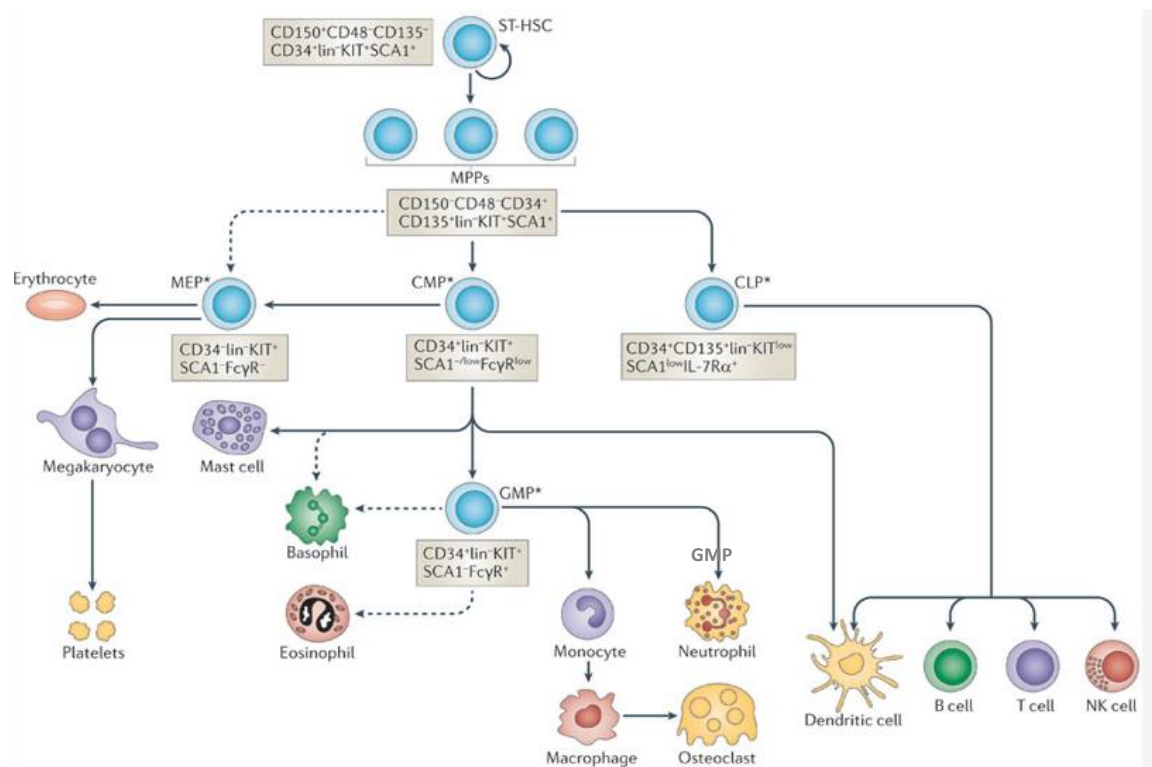 CD150⁺CD48⁻CD135⁻
CD34⁺lin⁻KIT⁺SCA1⁺
ST-HSC
MPPs
CD150⁻CD48⁻CD34⁺
CD135⁺lin⁻KIT⁺SCA1⁺
Erythrocyte
MEP*
CMP*
CLP*
CD34⁻lin⁻KIT⁺
SCA1⁻FcγR⁻
CD34⁺lin⁻KIT⁺
SCA1⁻/ˡᵒʷFcγRˡᵒʷ
CD34⁺CD135⁺lin⁻KITˡᵒʷ
SCA1ˡᵒʷIL-7Rα⁺
Megakaryocyte
Mast cell
GMP*
Basophil
CD34⁺lin⁻KIT⁺
SCA1⁻FcγR⁺
GMP
Platelets
Eosinophil
Monocyte
Neutrophil
Dendritic cell
B cell
T cell
NK cell
Macrophage
Osteoclast